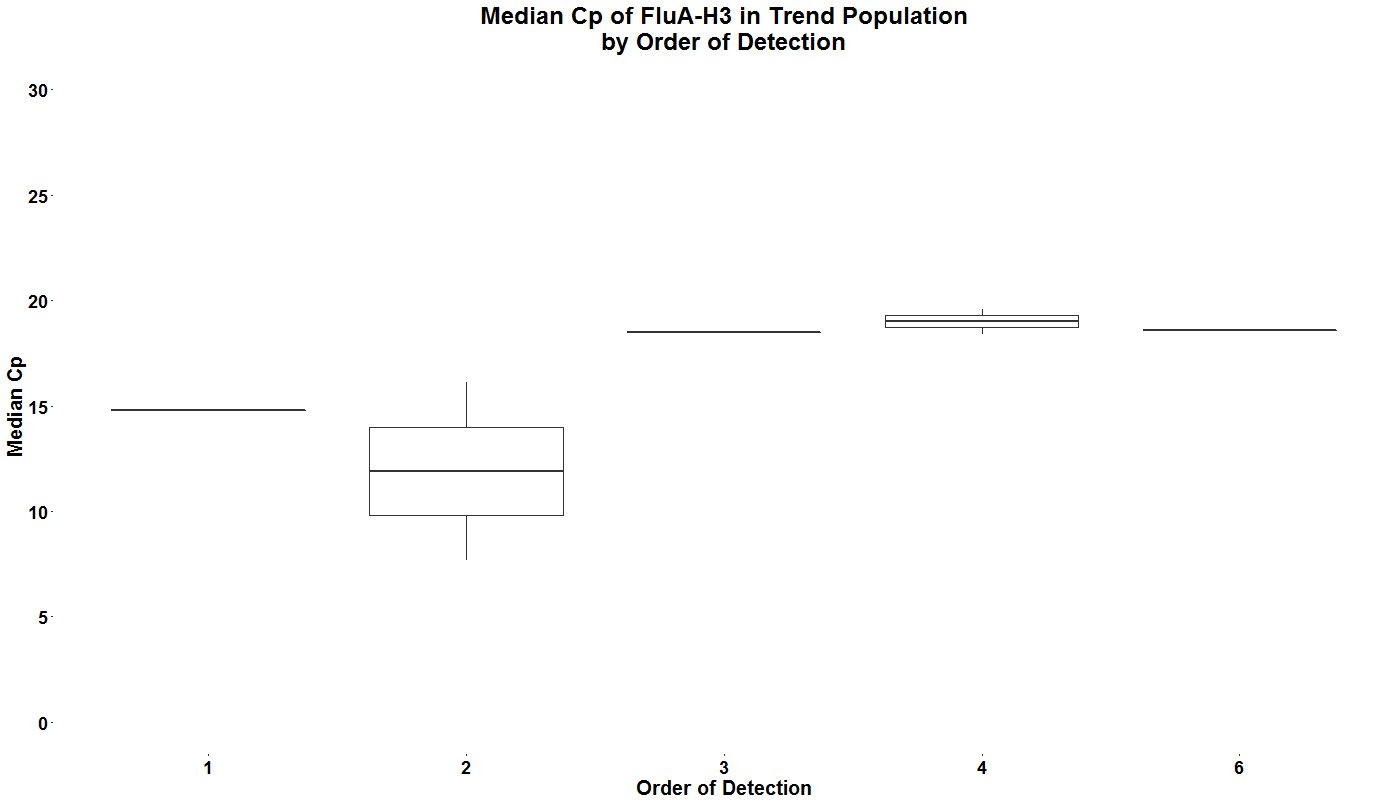 Median Cp of FluA-H3 in Trend Population
by Order of Detection
30
25
20
15
10
5
0
Median Cp
1 2 3 4 6
Order of Detection